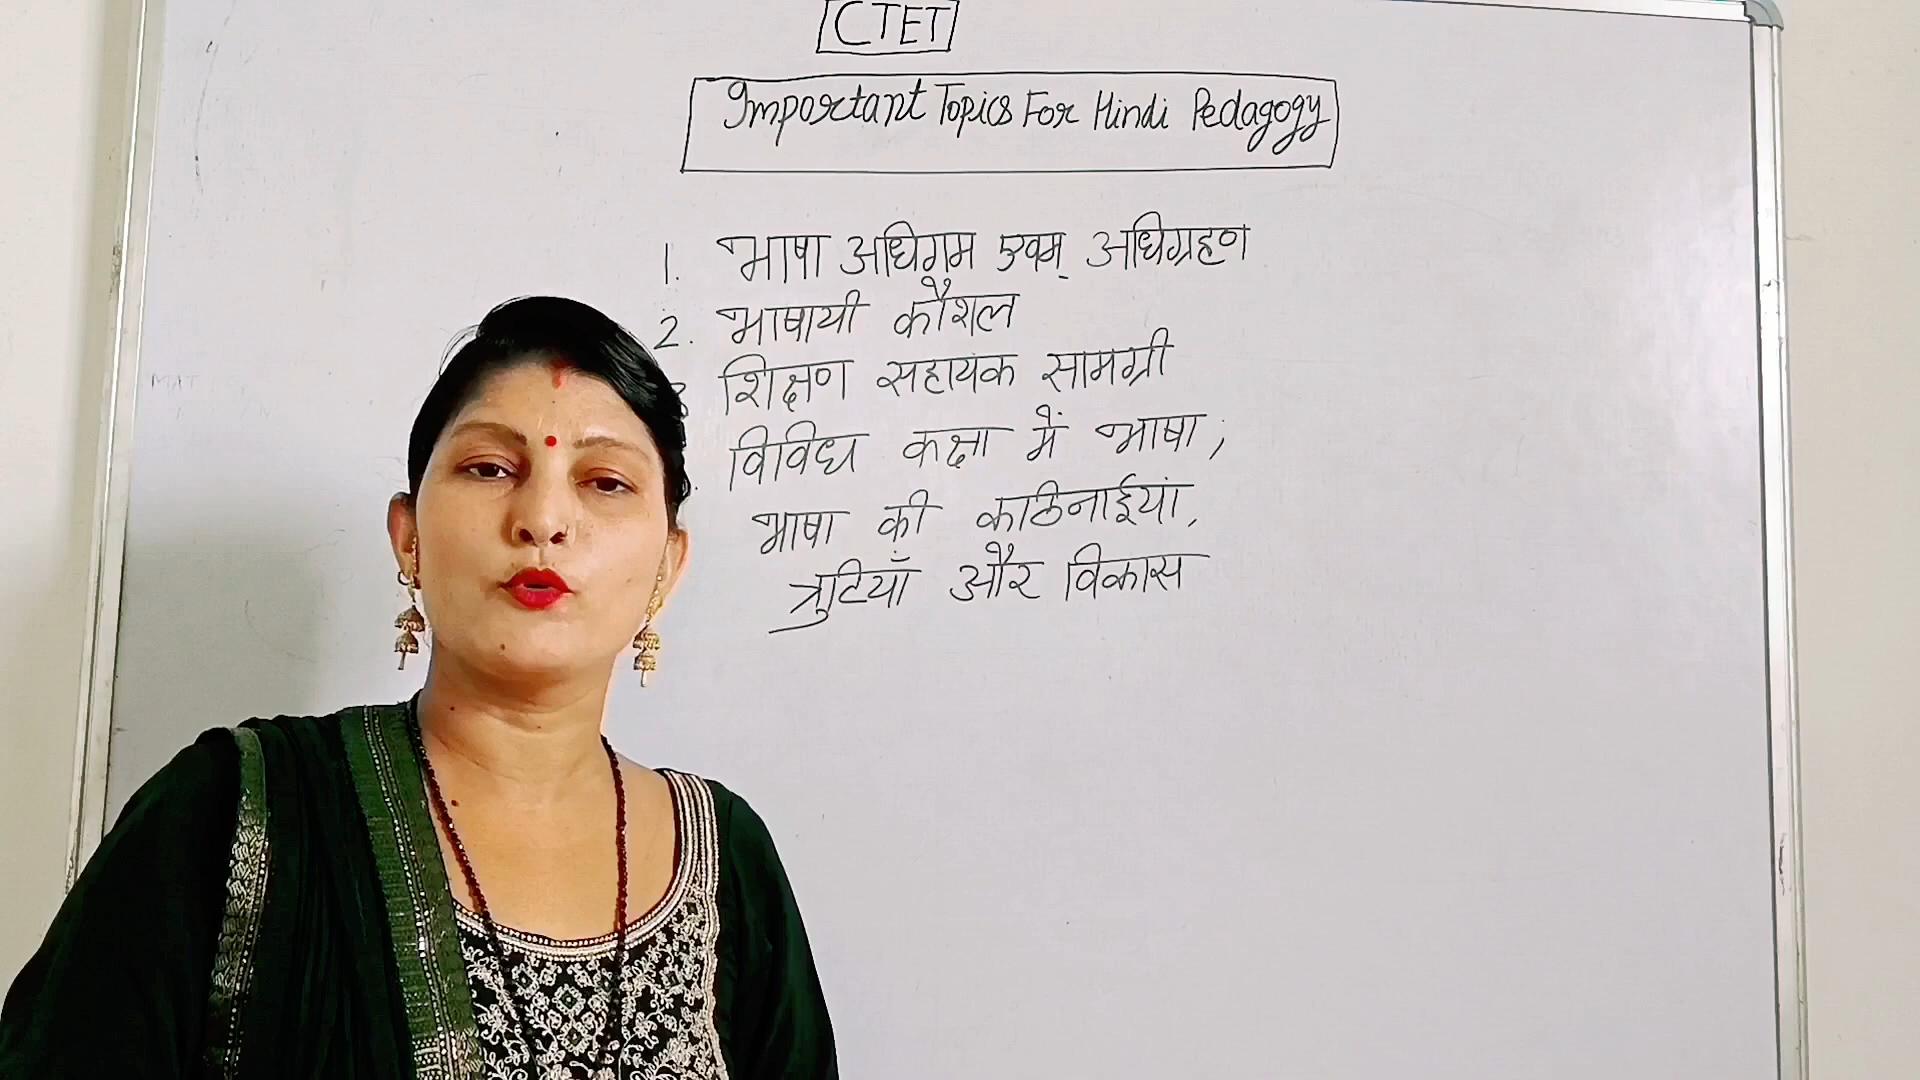 CTET
Important Topics For Hindi Pedagogy
1. भाषा अधिगम एवम् अधिग्रहण
2. भाषायी कौशल
3 शिक्षण सहायक सामग्री
विविध कक्षा में भाषा,
भाषा की कठिनाईयां,
त्रुटियाँ और विकास